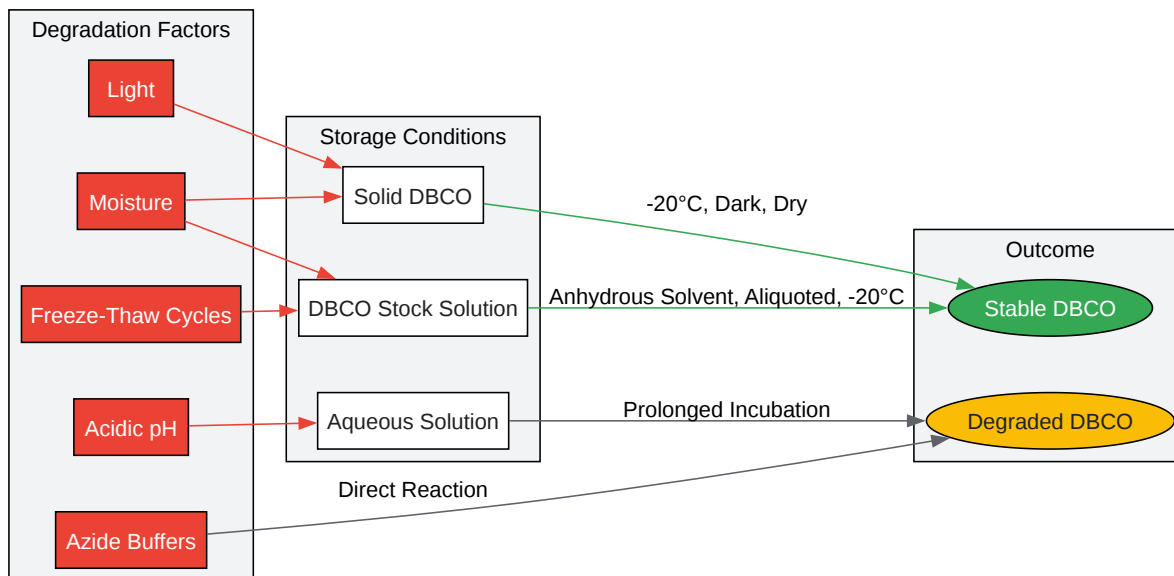 Degradation Factors
Light
Moisture
Freeze-Thaw Cycles
Acidic pH
Azide Buffers
Storage Conditions
Solid DBCO
DBCO Stock Solution
Aqueous Solution
-20°C, Dark, Dry
Anhydrous Solvent, Aliquoted, -20°C
Prolonged Incubation
Direct Reaction
Outcome
Stable DBCO
Degraded DBCO